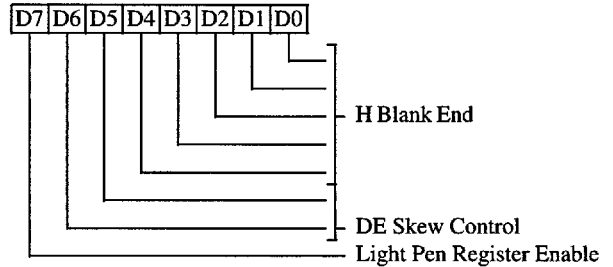 D7 D6 D5 D4 D3 D2 D1 D0
H Blank End
DE Skew Control
Light Pen Register Enable